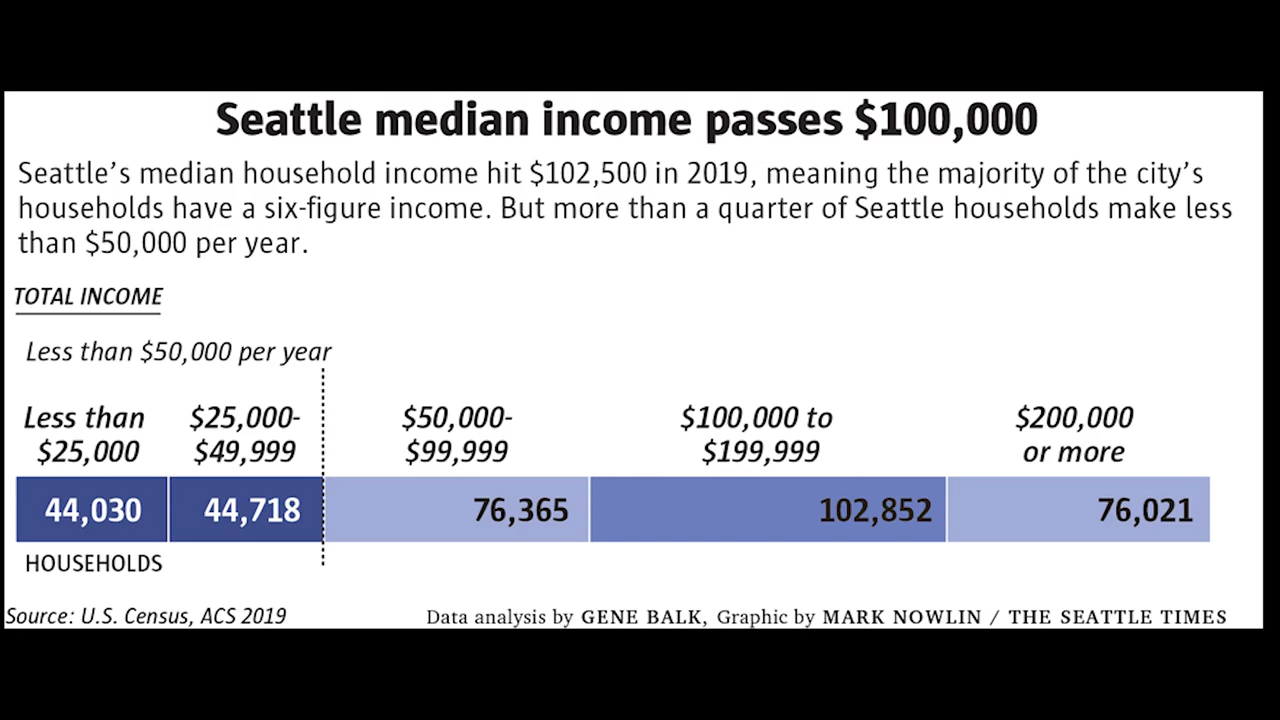 Seattle median income passes $100,000
Seattle’s median household income hit $102,500 in 2019, meaning the majority of the city’s
households have a six-figure income. But more than a quarter of Seattle households make less
than $50,000 per year.
TOTAL INCOME
Less than $50,000 per year
Less than $25,000- $50,000- $100,000 to $200,000
$25,000 $49,999 $99,999 $199,999 or more
44,030 44,718 76,365 102,852 76,021
HOUSEHOLDS
Source: U.S. Census, ACS 2019 Data analysis by GENE BALK, Graphic by MARK NOWLIN / THE SEATTLE TIMES